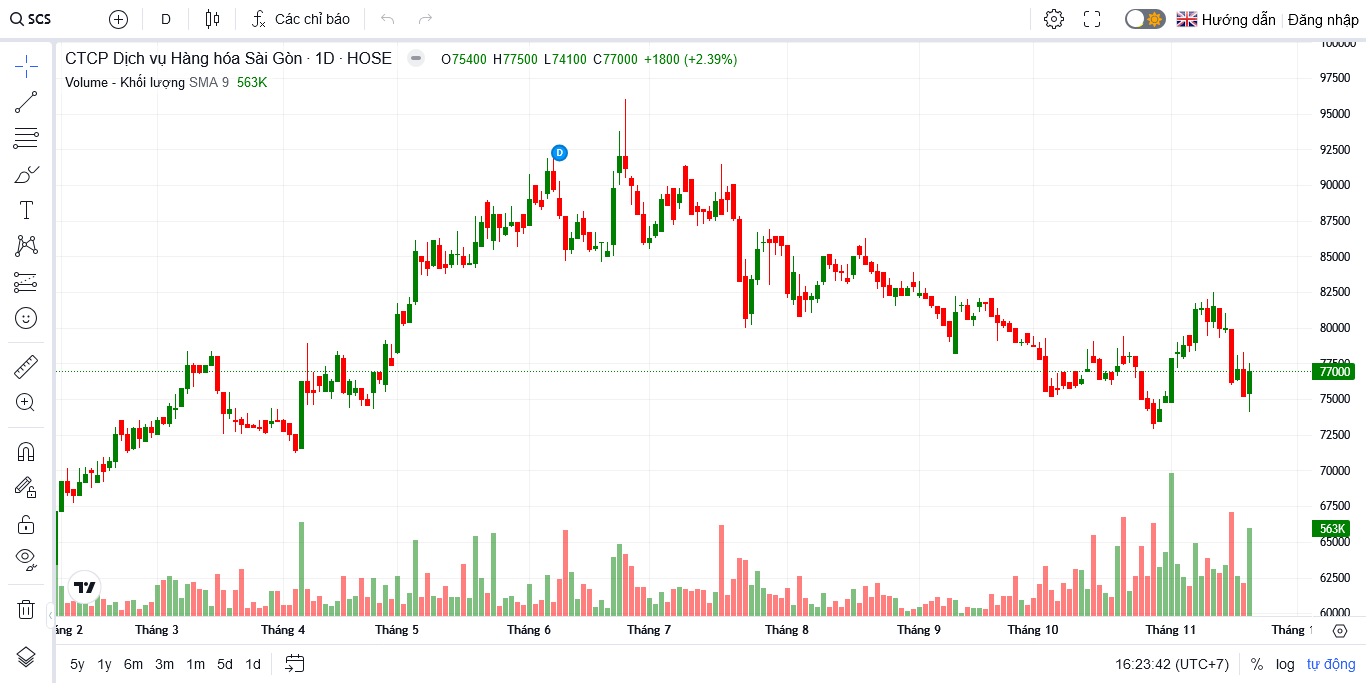 SCS D Các chỉ báo Hướng dẫn Đăng nhập
CTCP Dịch vụ Hàng hóa Sài Gòn · 1D · HOSE O75400 H77500 L74100 C77000 +1800 (+2.39%)
Volume - Khối lượng SMA 9 563K
D
100000
97500
95000
92500
90000
87500
85000
82500
80000
77500
77000
75000
72500
70000
67500
563K
65000
62500
60000
áng 2 Tháng 3 Tháng 4 Tháng 5 Tháng 6 Tháng 7 Tháng 8 Tháng 9 Tháng 10 Tháng 11 Tháng 1
5y 1y 6m 3m 1m 5d 1d 16:23:42 (UTC+7) % log tự động